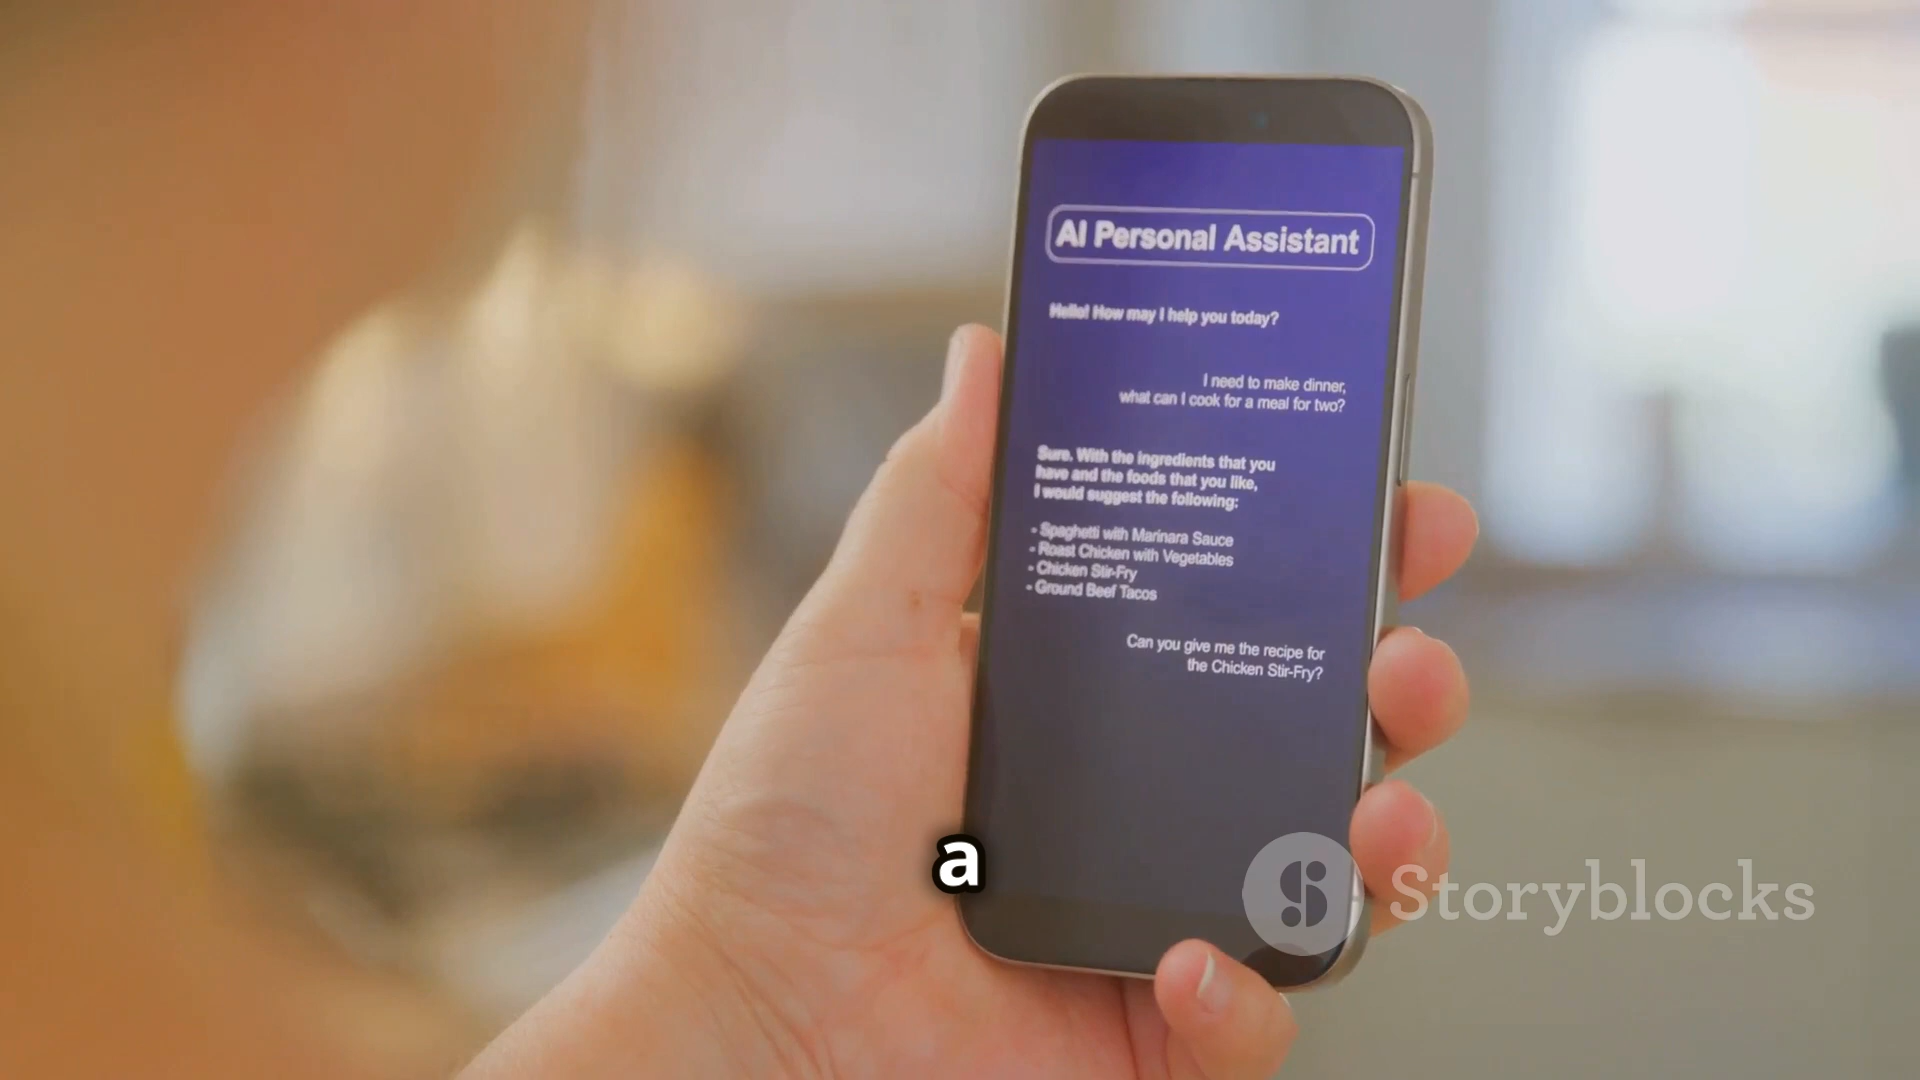 AI Personal Assistant
Hello! How may I help you today?
I need to make dinner,
what can I cook for a meal for two?
Sure. With the ingredients that you
have and the foods that you like,
I would suggest the following:
- Spaghetti with Marinara Sauce
- Roast Chicken with Vegetables
- Chicken Stir-Fry
- Ground Beef Tacos
Can you give me the recipe for
the Chicken Stir-Fry?
a
Storyblocks